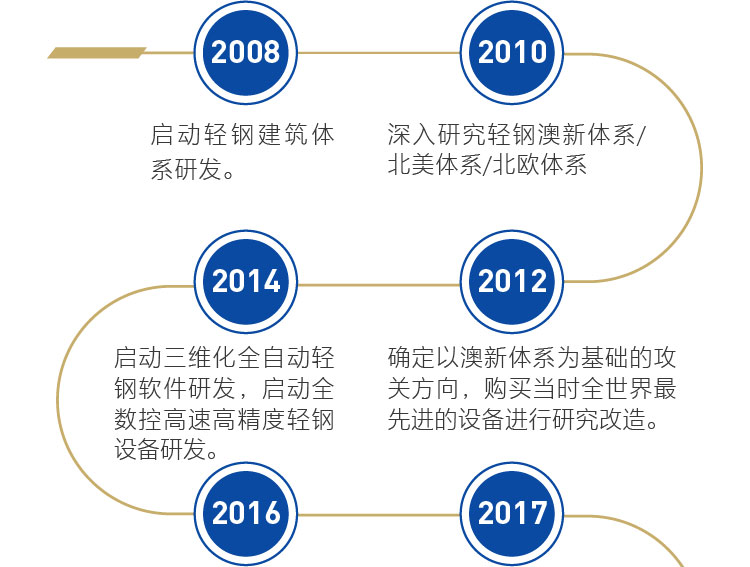 2008
2010
启动轻钢建筑体
系研发。
深入研究轻钢澳新体系/
北美体系/北欧体系
2014
2012
启动三维化全自动轻
钢软件研发，启动全
数控高速高精度轻钢
设备研发。
确定以澳新体系为基础的攻
关方向，购买当时全世界最
先进的设备进行研究改造。
2016
2017